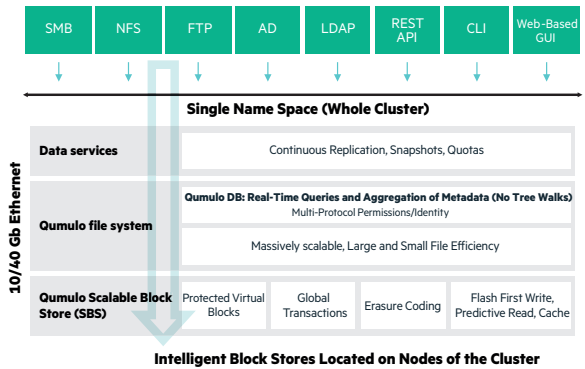 SMB NFS FTP AD LDAP REST API CLI Web-Based GUI
Single Name Space (Whole Cluster)
10/40 Gb Ethernet
Data services
Continuous Replication, Snapshots, Quotas
Qumulo file system
Qumulo DB: Real-Time Queries and Aggregation of Metadata (No Tree Walks)
Multi-Protocol Permissions/Identity
Massively scalable, Large and Small File Efficiency
Qumulo Scalable Block
Store (SBS)
Protected Virtual
Blocks
Global
Transactions
Erasure Coding
Flash First Write,
Predictive Read, Cache
Intelligent Block Stores Located on Nodes of the Cluster